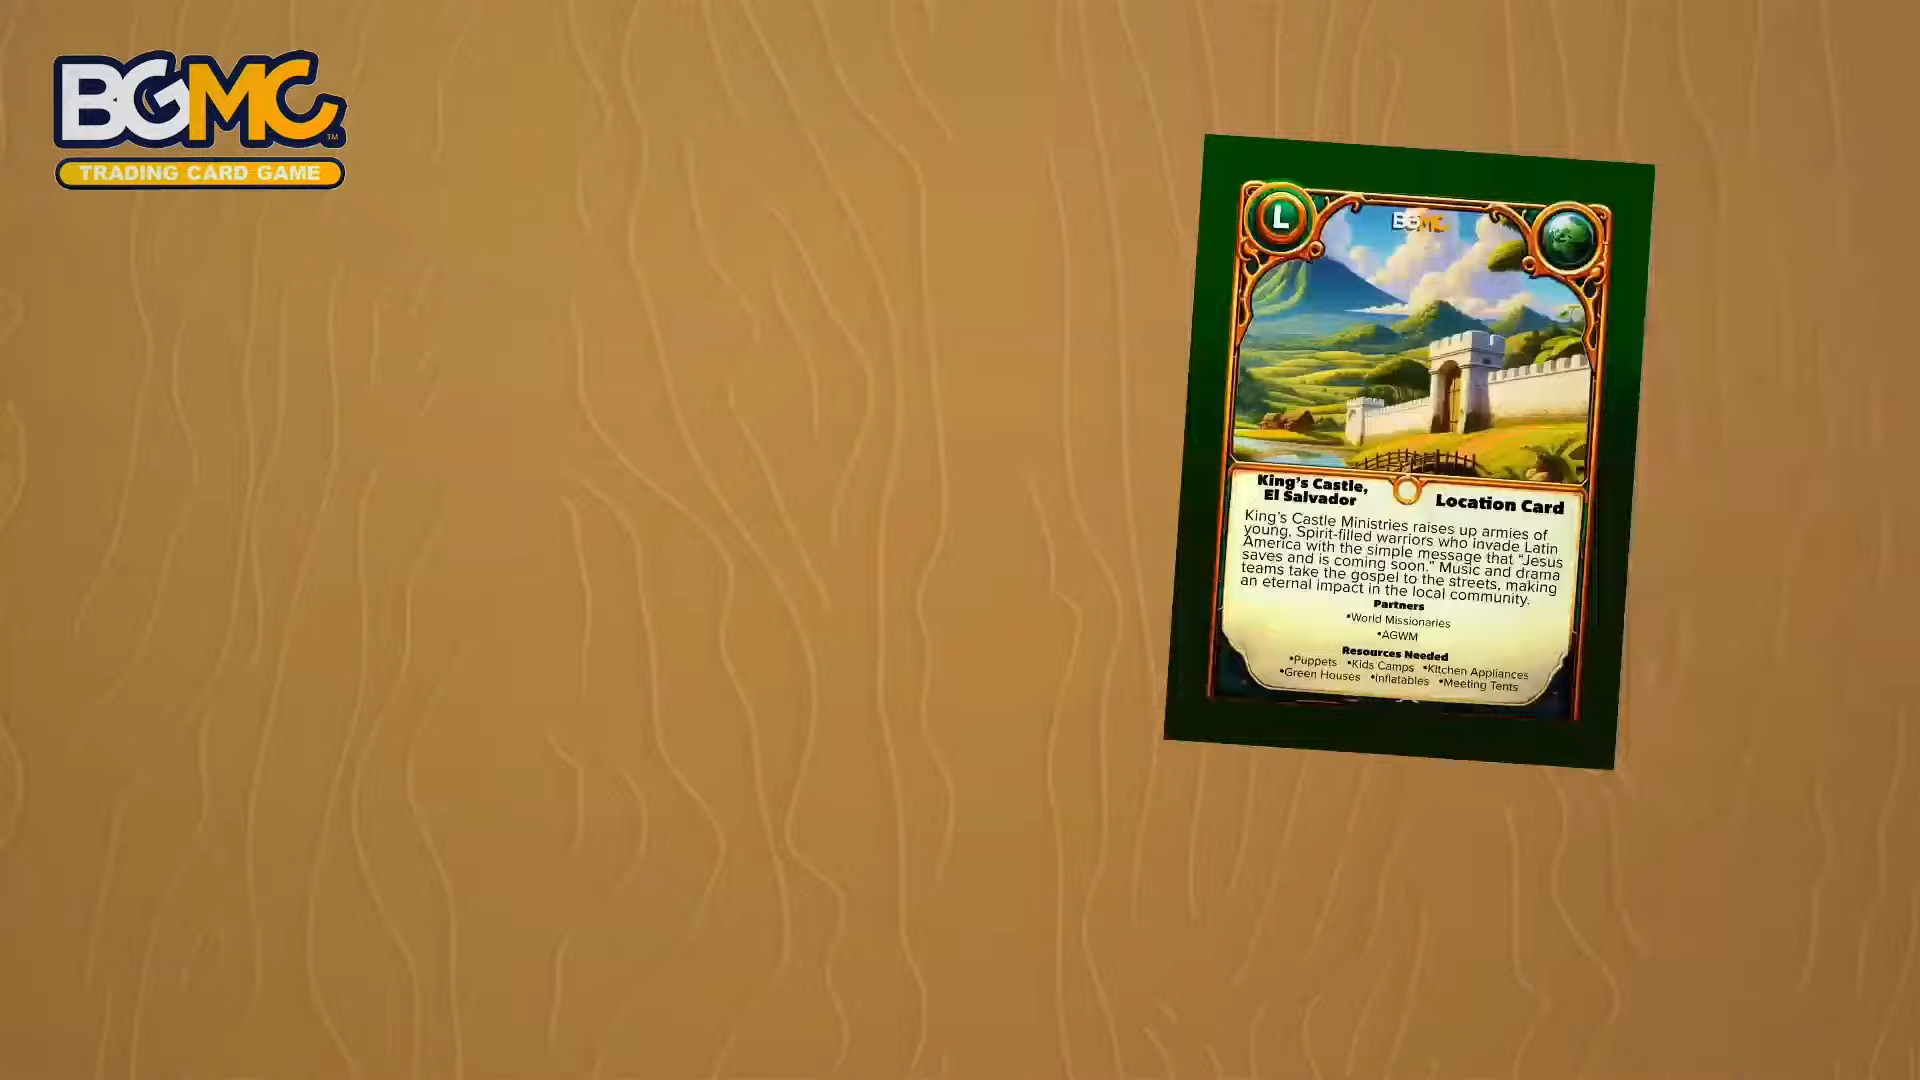 BGMC
TM
TRADING CARD GAME
L
BGMC
King's Castle,
El Salvador
Location Card
King's Castle Ministries raises up armies of
young, Spirit-filled warriors who invade Latin
America with the simple message that “Jesus
saves and is coming soon.” Music and drama
teams take the gospel to the streets, making
an eternal impact in the local community.
Partners
•World Missionaries
•AGWM
Resources Needed
•Puppets •Kids Camps •Kitchen Appliances
•Green Houses •Inflatables •Meeting Tents